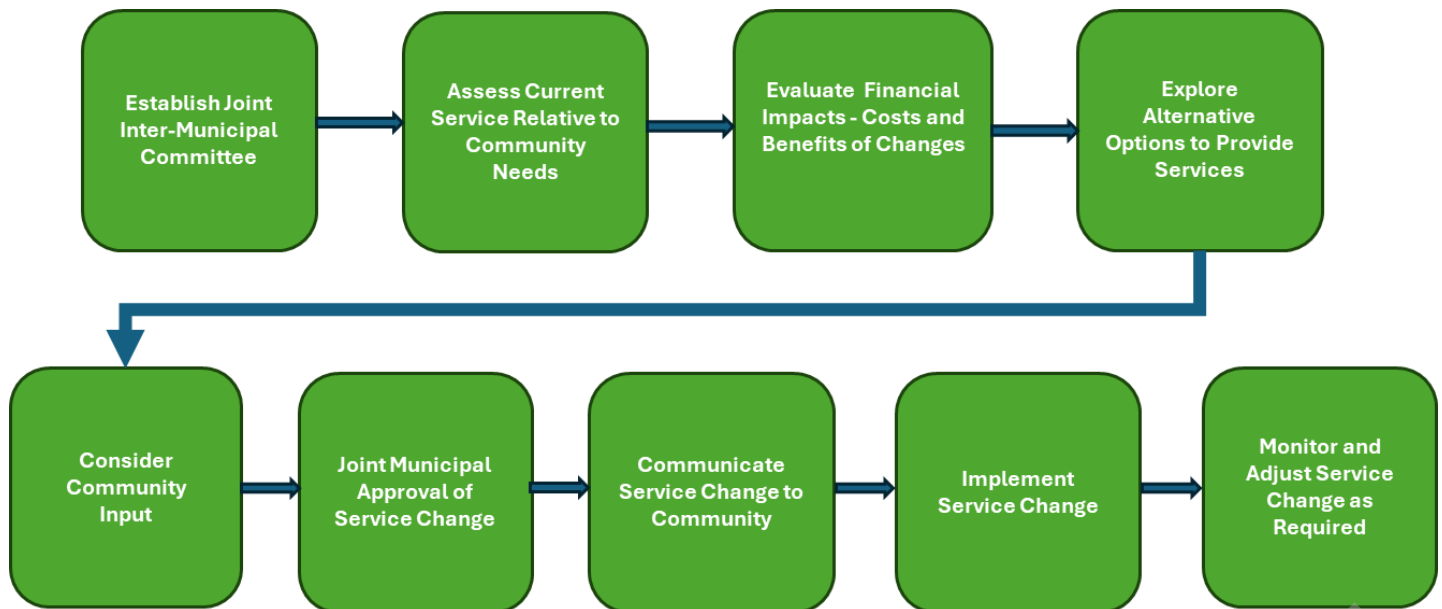 Establish Joint
Inter-Municipal
Committee
Assess Current
Service Relative to
Community
Needs
Evaluate Financial
Impacts - Costs and
Benefits of Changes
Explore
Alternative
Options to Provide
Services
Consider
Community
Input
Joint Municipal
Approval of
Service Change
Communicate
Service Change to
Community
Implement
Service Change
Monitor and
Adjust Service
Change as
Required